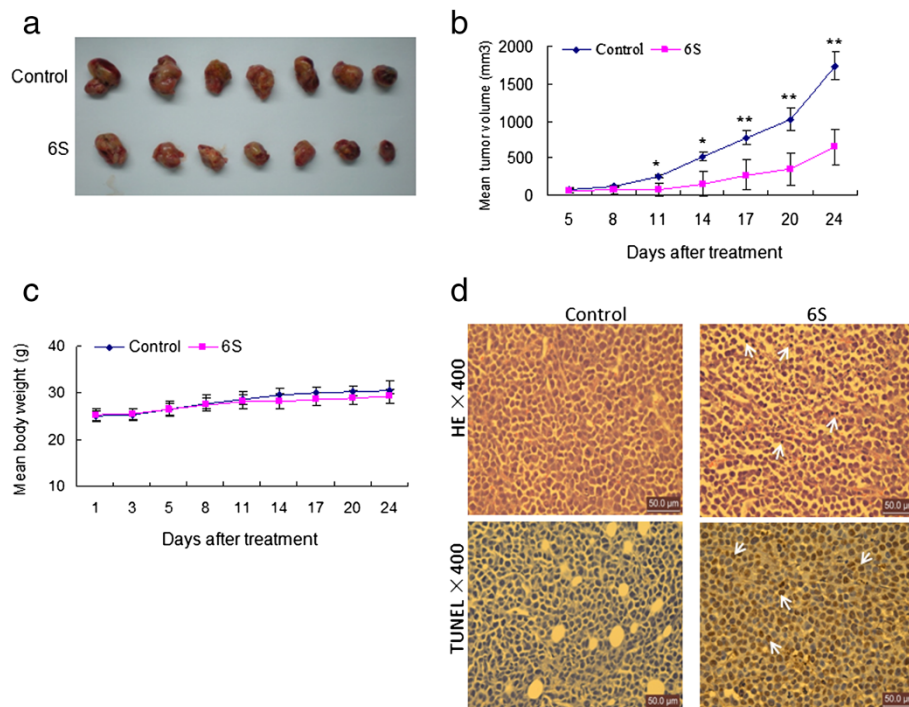 a
Control
6S
b
Control 6S
Mean tumor volume (mm3)
2000
1500
1000
500
0
* * ** ** **
5 8 11 14 17 20 24
Days after treatment
c
Control 6S
Mean body weight (g)
40
30
20
10
1 3 5 8 11 14 17 20 24
Days after treatment
d
Control 6S
HE ×400
50.0 µm
50.0 µ
TUNEL ×400
50.0 µm
50.0 µ